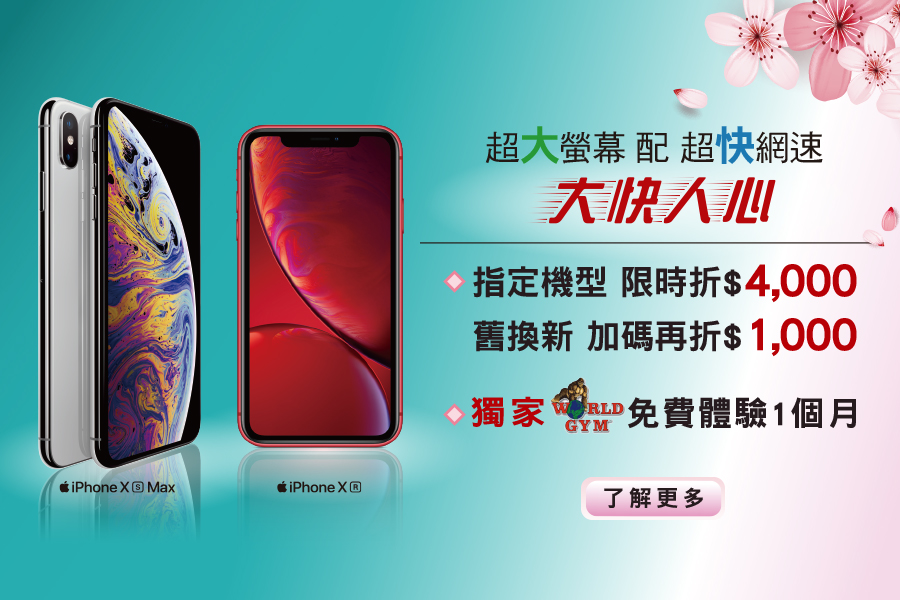 超大螢幕 配 超快網速
大快人心
指定機型 限時折$4,000
舊換新 加碼再折$1,000
獨家 WORLD GYM 免費體驗1個月
了解更多
iPhone XS Max
iPhone XR